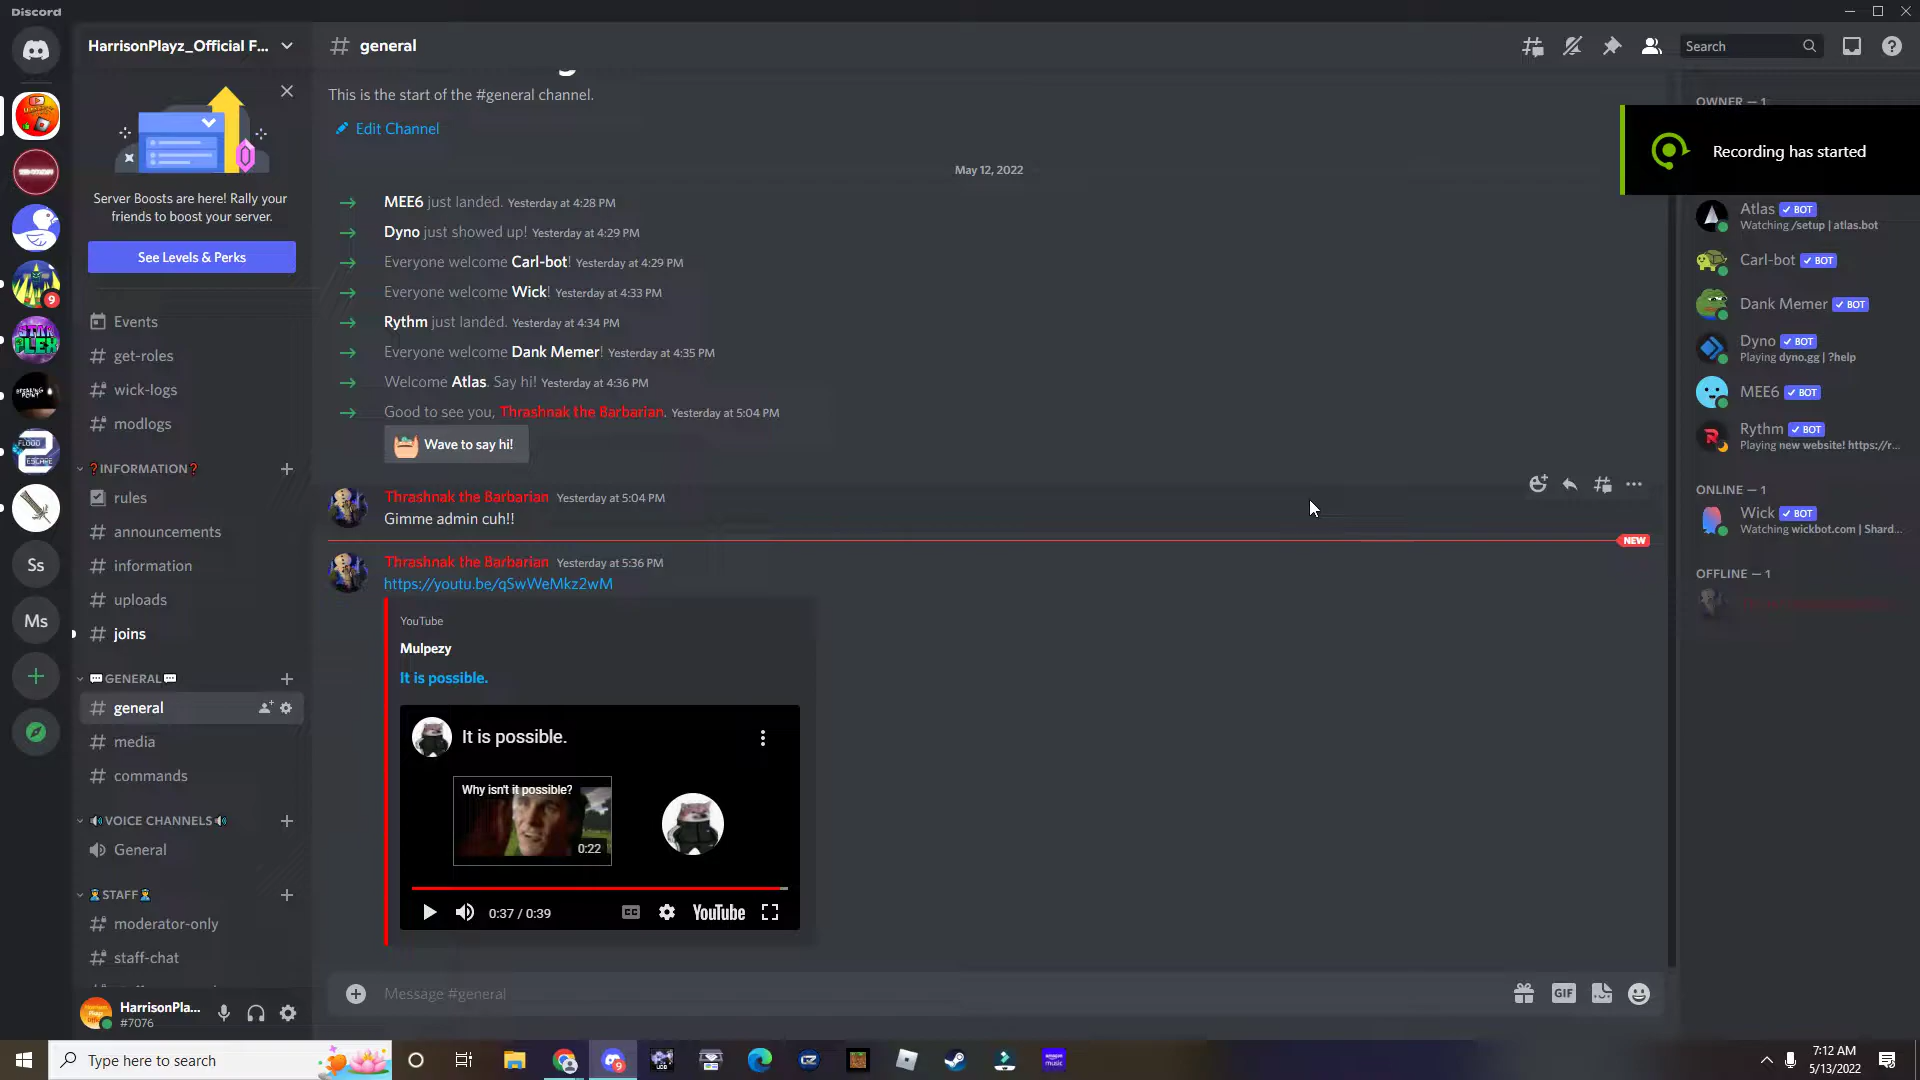 Discord
HarrisonPlayz_Official F...
general
Search
Server Boosts are here! Rally your
friends to boost your server.
See Levels & Perks
Events
get-roles
wick-logs
modlogs
❓INFORMATION❓
rules
announcements
information
uploads
joins
💬GENERAL💬
general
media
commands
🔊VOICE CHANNELS🔊
General
👮STAFF👮
moderator-only
staff-chat
HarrisonPla...
#7076
9
Ss
Ms
This is the start of the #general channel.
Edit Channel
May 12, 2022
MEE6 just landed. Yesterday at 4:28 PM
Dyno just showed up! Yesterday at 4:29 PM
Everyone welcome Carl-bot! Yesterday at 4:29 PM
Everyone welcome Wick! Yesterday at 4:33 PM
Rythm just landed. Yesterday at 4:34 PM
Everyone welcome Dank Memer! Yesterday at 4:35 PM
Welcome Atlas. Say hi! Yesterday at 4:36 PM
Good to see you, Thrashnak the Barbarian. Yesterday at 5:04 PM
Wave to say hi!
Thrashnak the Barbarian Yesterday at 5:04 PM
Gimme admin cuh!!
NEW
Thrashnak the Barbarian Yesterday at 5:36 PM
https://youtu.be/qSwWeMkz2wM
YouTube
Mulpezy
It is possible.
It is possible.
Why isn't it possible?
0:22
0:37 / 0:39
CC
YouTube
Message #general
GIF
OWNER — 1
Recording has started
Atlas BOT
Watching /setup | atlas.bot
Carl-bot BOT
Dank Memer BOT
Dyno BOT
Playing dyno.gg | ?help
MEE6 BOT
Rythm BOT
Playing new website! https://r...
ONLINE — 1
Wick BOT
Watching wickbot.com | Shard...
OFFLINE — 1
Type here to search
9
amazon
music
7:12 AM
5/13/2022